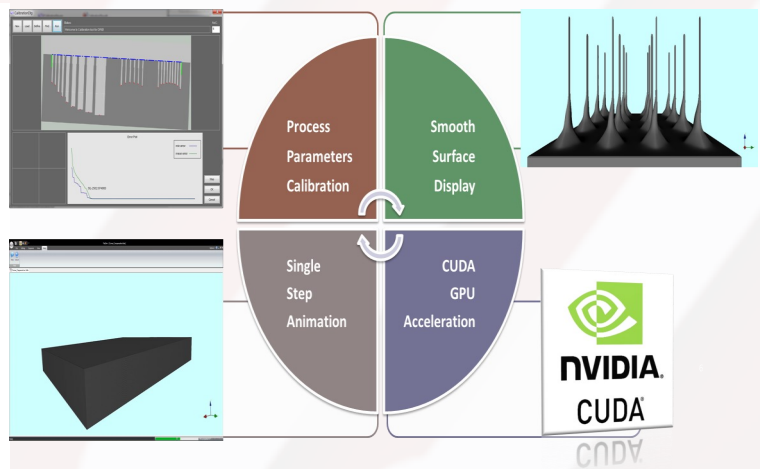 Process
Parameters
Calibration
Smooth
Surface
Display
Single
Step
Animation
CUDA
GPU
Acceleration
NVIDIA.
CUDA®